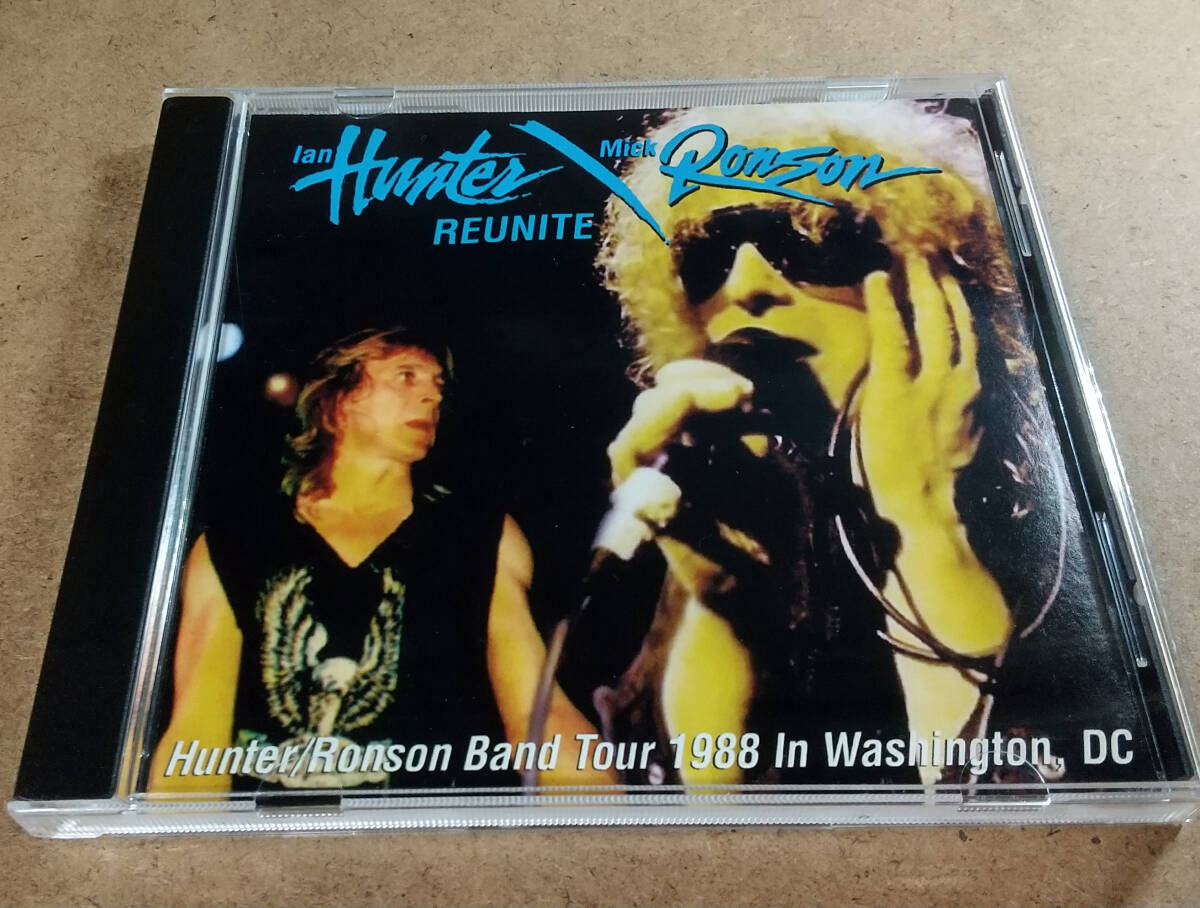 Ian Hunter \ Mick Ronson
REUNITE
Hunter/Ronson Band Tour 1988 In Washington, DC